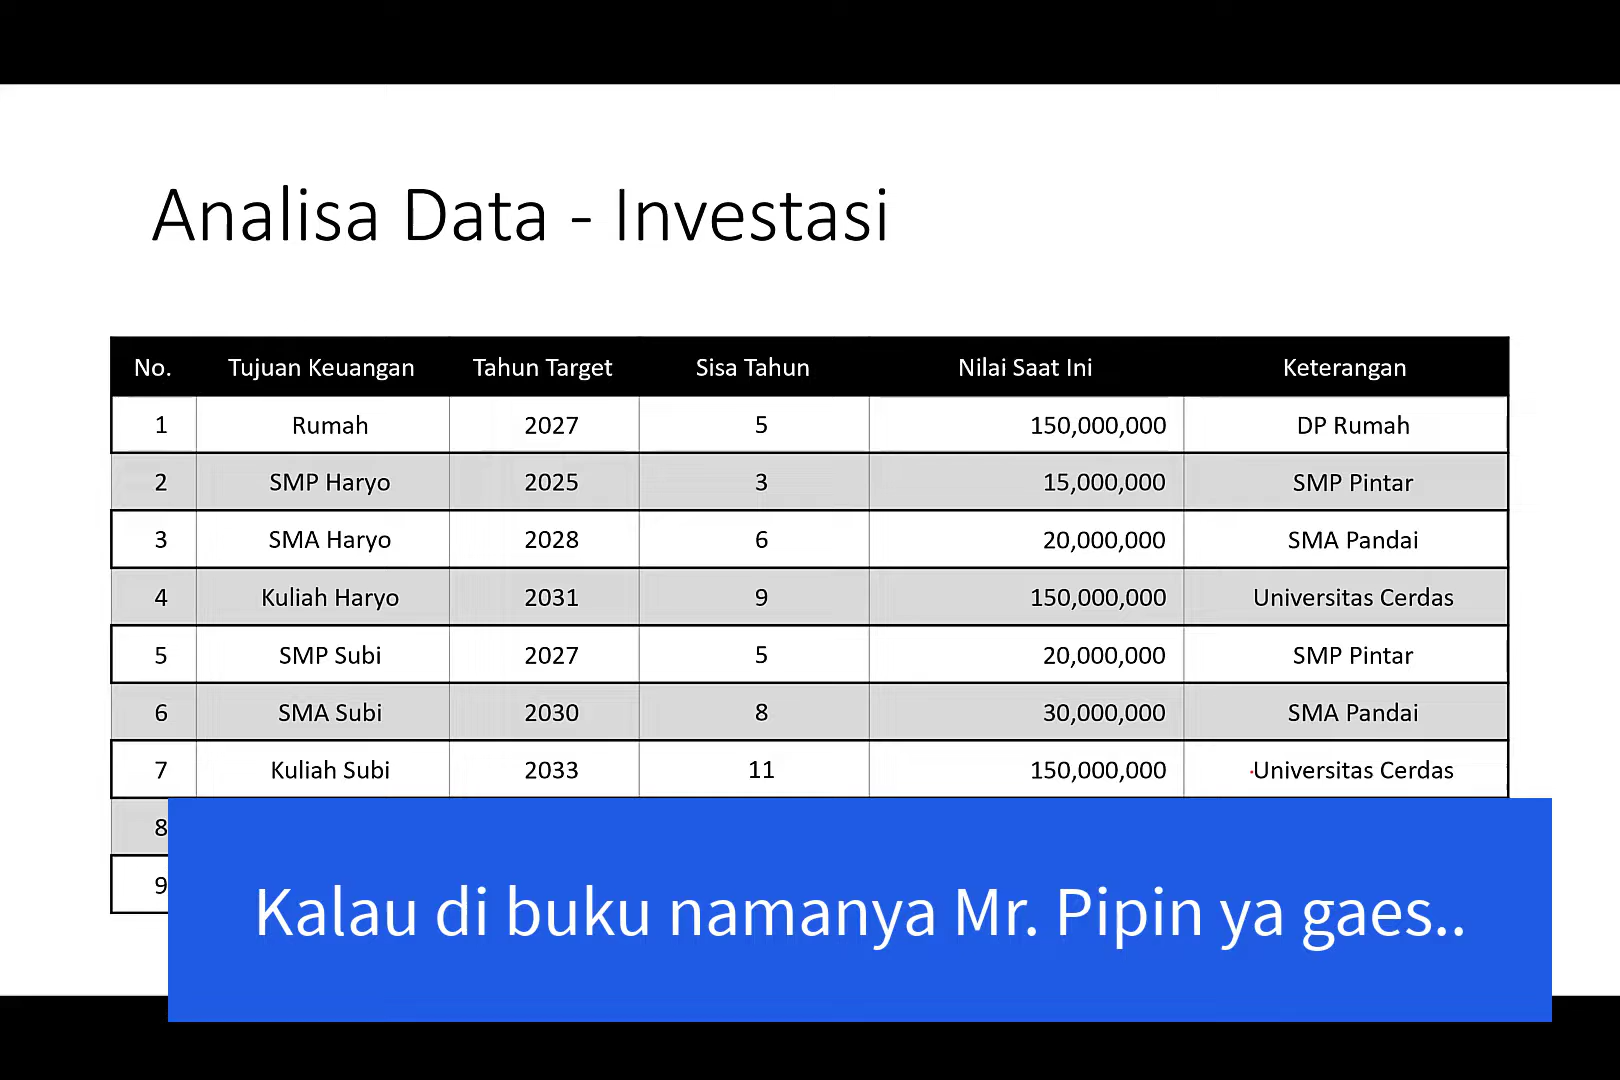 Analisa Data - Investasi
No. Tujuan Keuangan Tahun Target Sisa Tahun Nilai Saat Ini Keterangan
1 Rumah 2027 5 150,000,000 DP Rumah
2 SMP Haryo 2025 3 15,000,000 SMP Pintar
3 SMA Haryo 2028 6 20,000,000 SMA Pandai
4 Kuliah Haryo 2031 9 150,000,000 Universitas Cerdas
5 SMP Subi 2027 5 20,000,000 SMP Pintar
6 SMA Subi 2030 8 30,000,000 SMA Pandai
7 Kuliah Subi 2033 11 150,000,000 Universitas Cerdas
8
9
Kalau di buku namanya Mr. Pipin ya gaes..